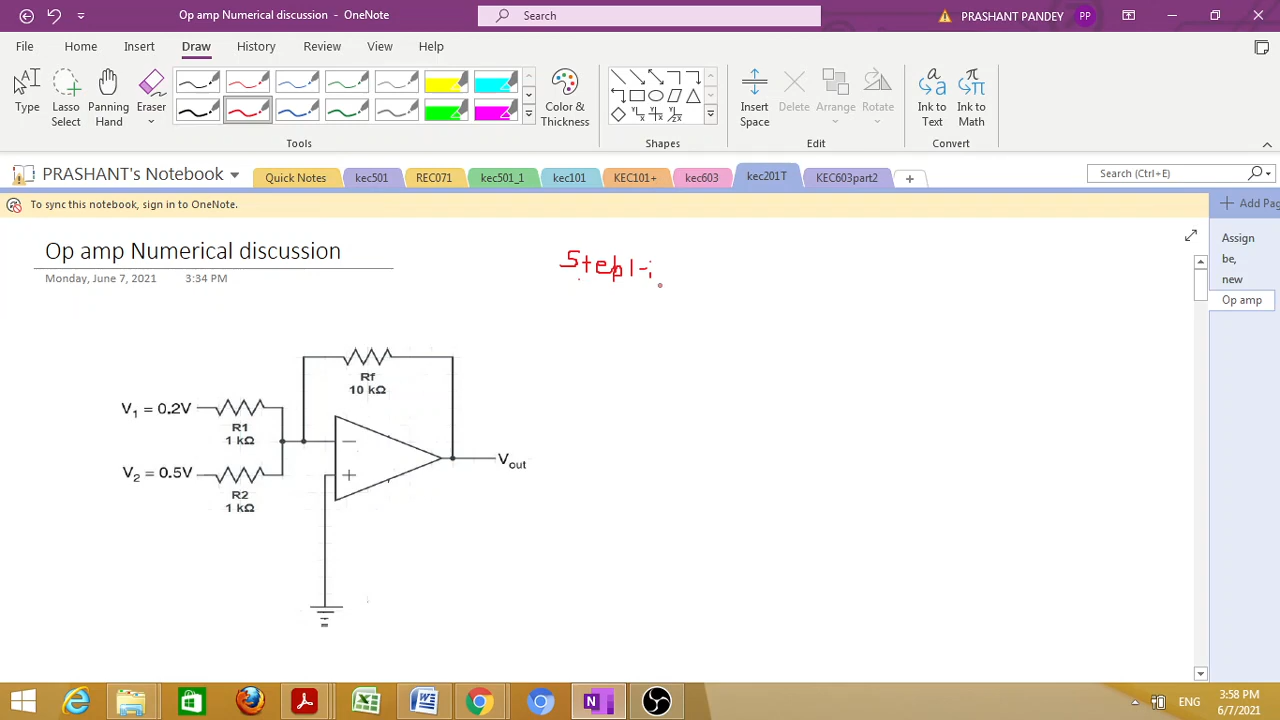 Op amp Numerical discussion - OneNote
Search
PRASHANT PANDEY
PP
File Home Insert Draw History Review View Help
Type
Lasso Select
Panning Hand
Eraser
Color & Thickness
Insert Space
Delete
Arrange
Rotate
Ink to Text
Ink to Math
Tools
Shapes
Edit
Convert
PRASHANT's Notebook
Quick Notes
kec501
REC071
kec501_1
kec101
KEC101+
kec603
kec201T
KEC603part2
Search (Ctrl+E)
To sync this notebook, sign in to OneNote.
Add Pag
Op amp Numerical discussion
Monday, June 7, 2021 3:34 PM
Assign
be,
new
Op amp
Step1-:
Rf
10 kΩ
V1 = 0.2V
R1
1 kΩ
V2 = 0.5V
R2
1 kΩ
−
+
Vout
ENG
3:58 PM
6/7/2021